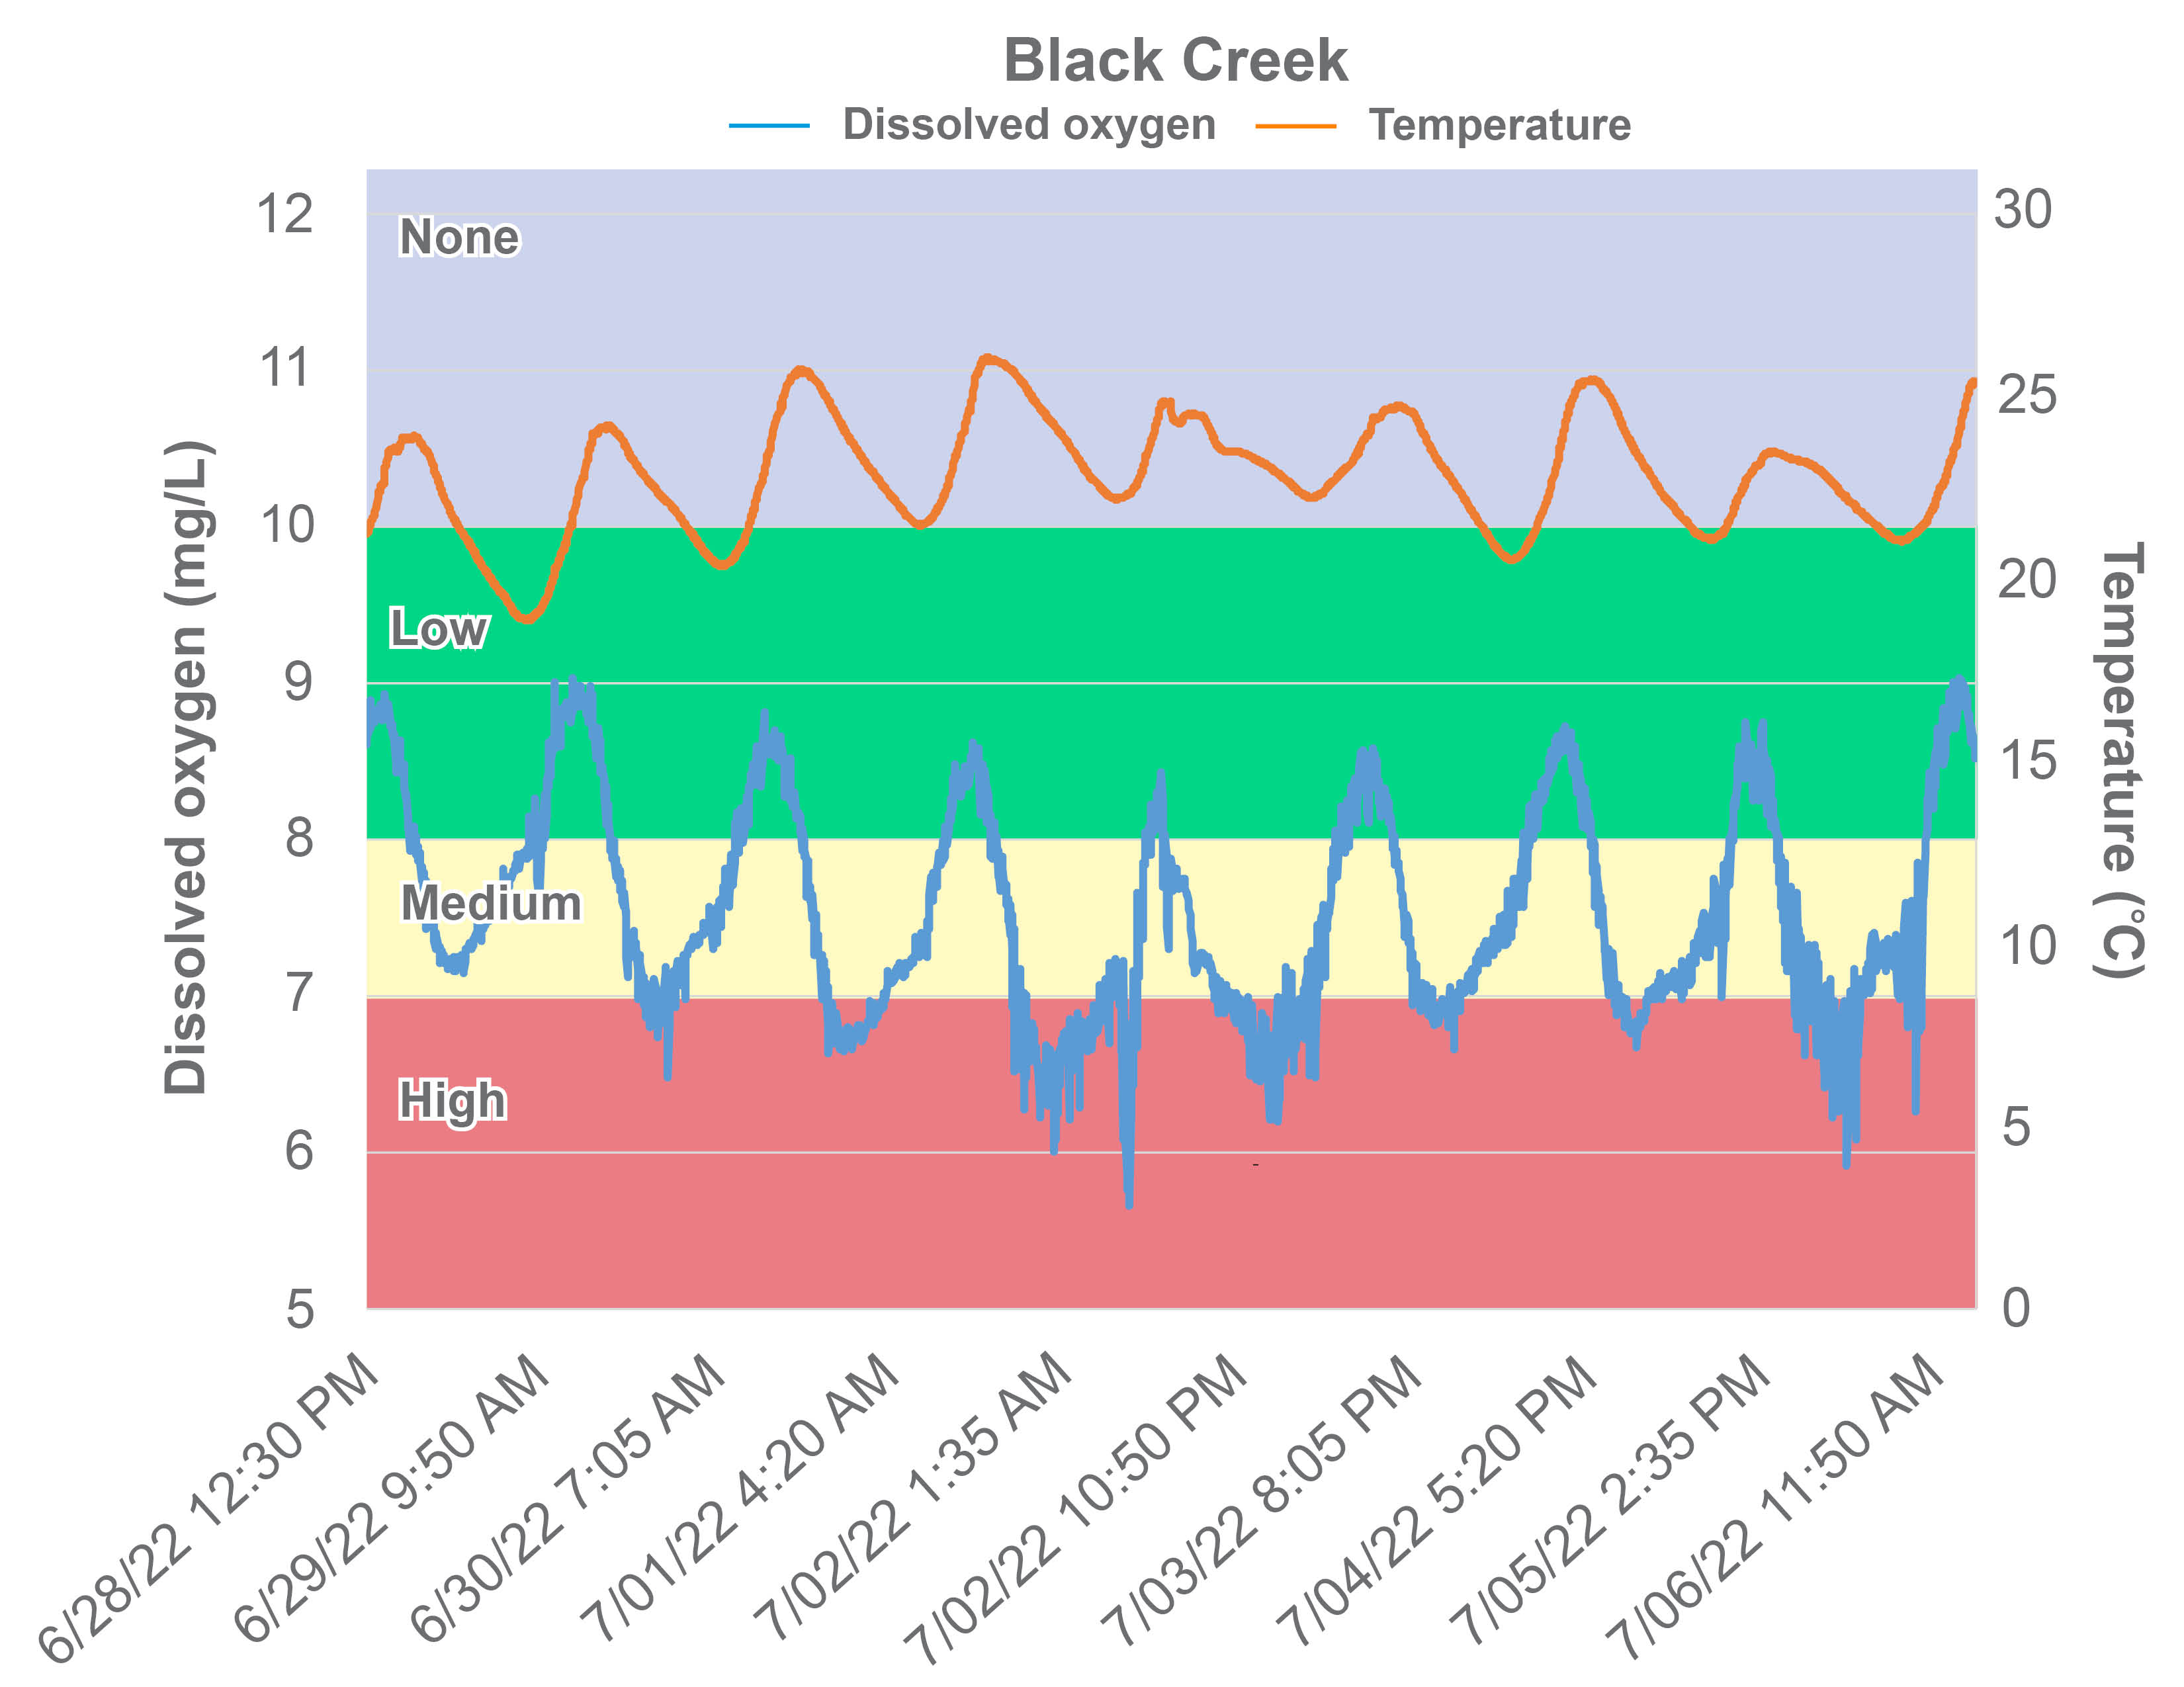 Black Creek
Dissolved oxygen Temperature
Dissolved oxygen (mg/L)
12
11
10
9
8
7
6
5
None
Low
Medium
High
30
25
20
15
10
5
0
Temperature (°C)
6/28/22 12:30 PM
6/29/22 9:50 AM
6/30/22 7:05 AM
7/01/22 4:20 AM
7/02/22 1:35 AM
7/02/22 10:50 PM
7/03/22 8:05 PM
7/04/22 5:20 PM
7/05/22 2:35 PM
7/06/22 11:50 AM